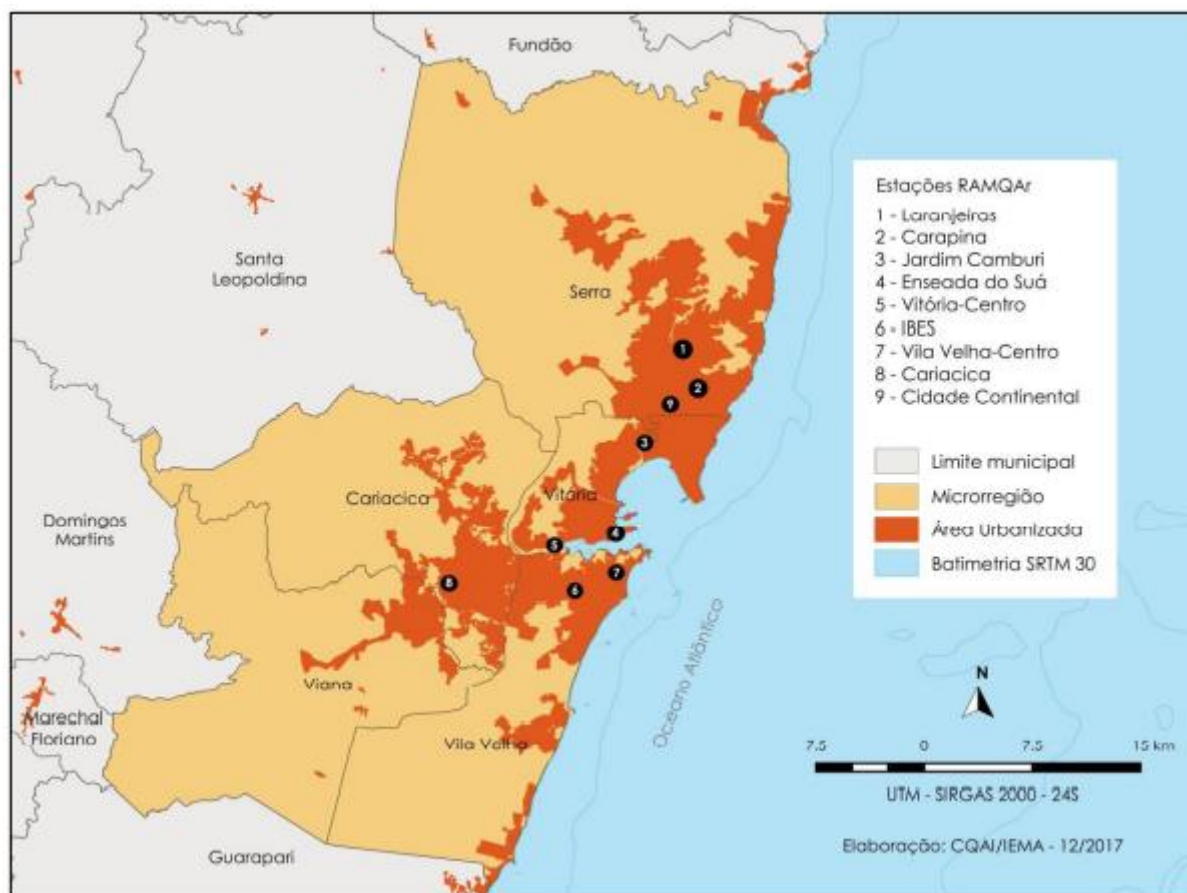 Fundão
Estações RAMQAr
1 - Laranjeiras
2 - Carapina
3 - Jardim Camburi
4 - Enseada do Suá
5 - Vitória-Centro
6 - IBES
7 - Vila Velha-Centro
8 - Cariacica
9 - Cidade Continental
Limite municipal
Microrregião
Área Urbanizada
Batimetria SRTM 30
Santa
Leopoldina
Serra
1
2
9
3
Cariacica
Vitória
4
5
7
8
6
Domingos
Martins
Viana
Marechal
Floriano
Vila Velha
Guarapari
Oceano Atlântico
N
7.5 0 7.5 15 km
UTM - SIRGAS 2000 - 24S
Elaboração: CQAI/IEMA - 12/2017